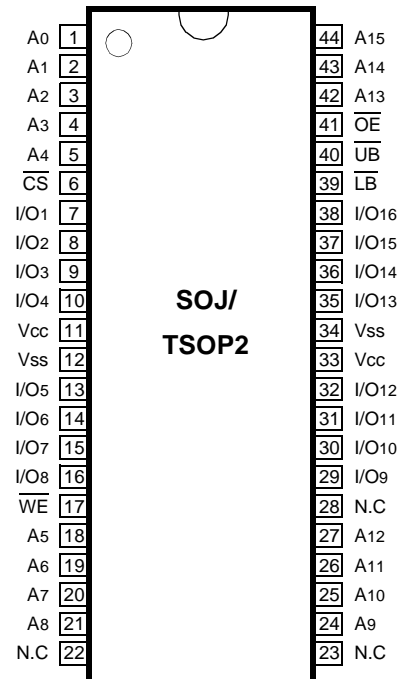 A0 1 44 A15
A1 2 43 A14
A2 3 42 A13
A3 4 41 OE
A4 5 40 UB
CS 6 39 LB
I/O1 7 38 I/O16
I/O2 8 37 I/O15
I/O3 9 36 I/O14
I/O4 10 SOJ/ 35 I/O13
Vcc 11 34 Vss
TSOP2
Vss 12 33 Vcc
I/O5 13 32 I/O12
I/O6 14 31 I/O11
I/O7 15 30 I/O10
I/O8 16 29 I/O9
WE 17 28 N.C
A5 18 27 A12
A6 19 26 A11
A7 20 25 A10
A8 21 24 A9
N.C 22 23 N.C